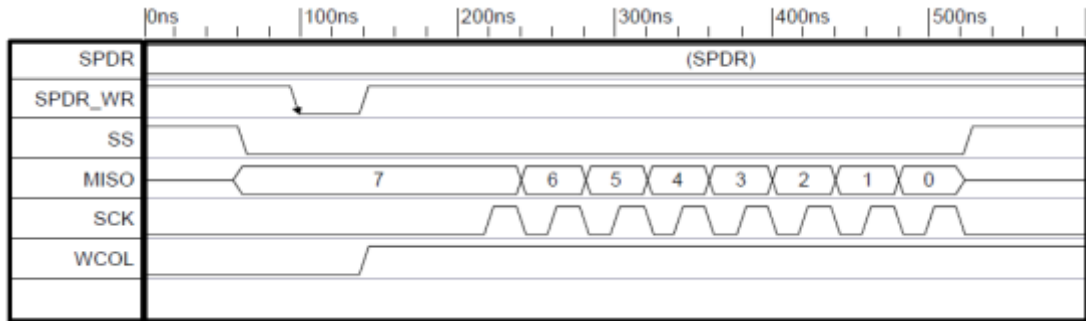 0ns 100ns 200ns 300ns 400ns 500ns
SPDR (SPDR)
SPDR_WR
SS
MISO 7 6 5 4 3 2 1 0
SCK
WCOL